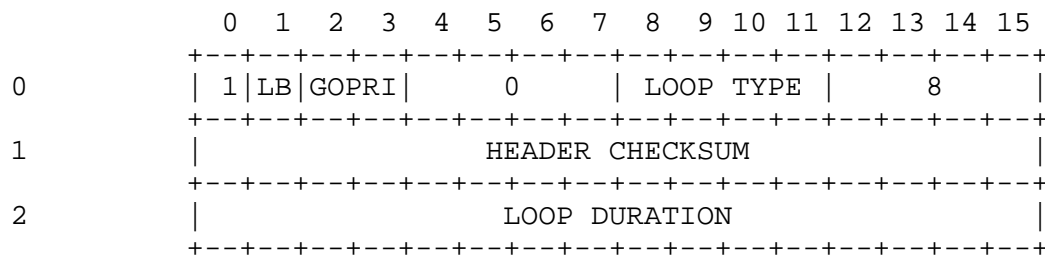 0  1  2  3  4  5  6  7  8  9 10 11 12 13 14 15
               +--+--+--+--+--+--+--+--+--+--+--+--+--+--+--+--+
0              | 1|LB|GOPRI|     0     | LOOP TYPE |     8     |
               +--+--+--+--+--+--+--+--+--+--+--+--+--+--+--+--+
1              |                HEADER CHECKSUM                |
               +--+--+--+--+--+--+--+--+--+--+--+--+--+--+--+--+
2              |                 LOOP DURATION                 |
               +--+--+--+--+--+--+--+--+--+--+--+--+--+--+--+--+